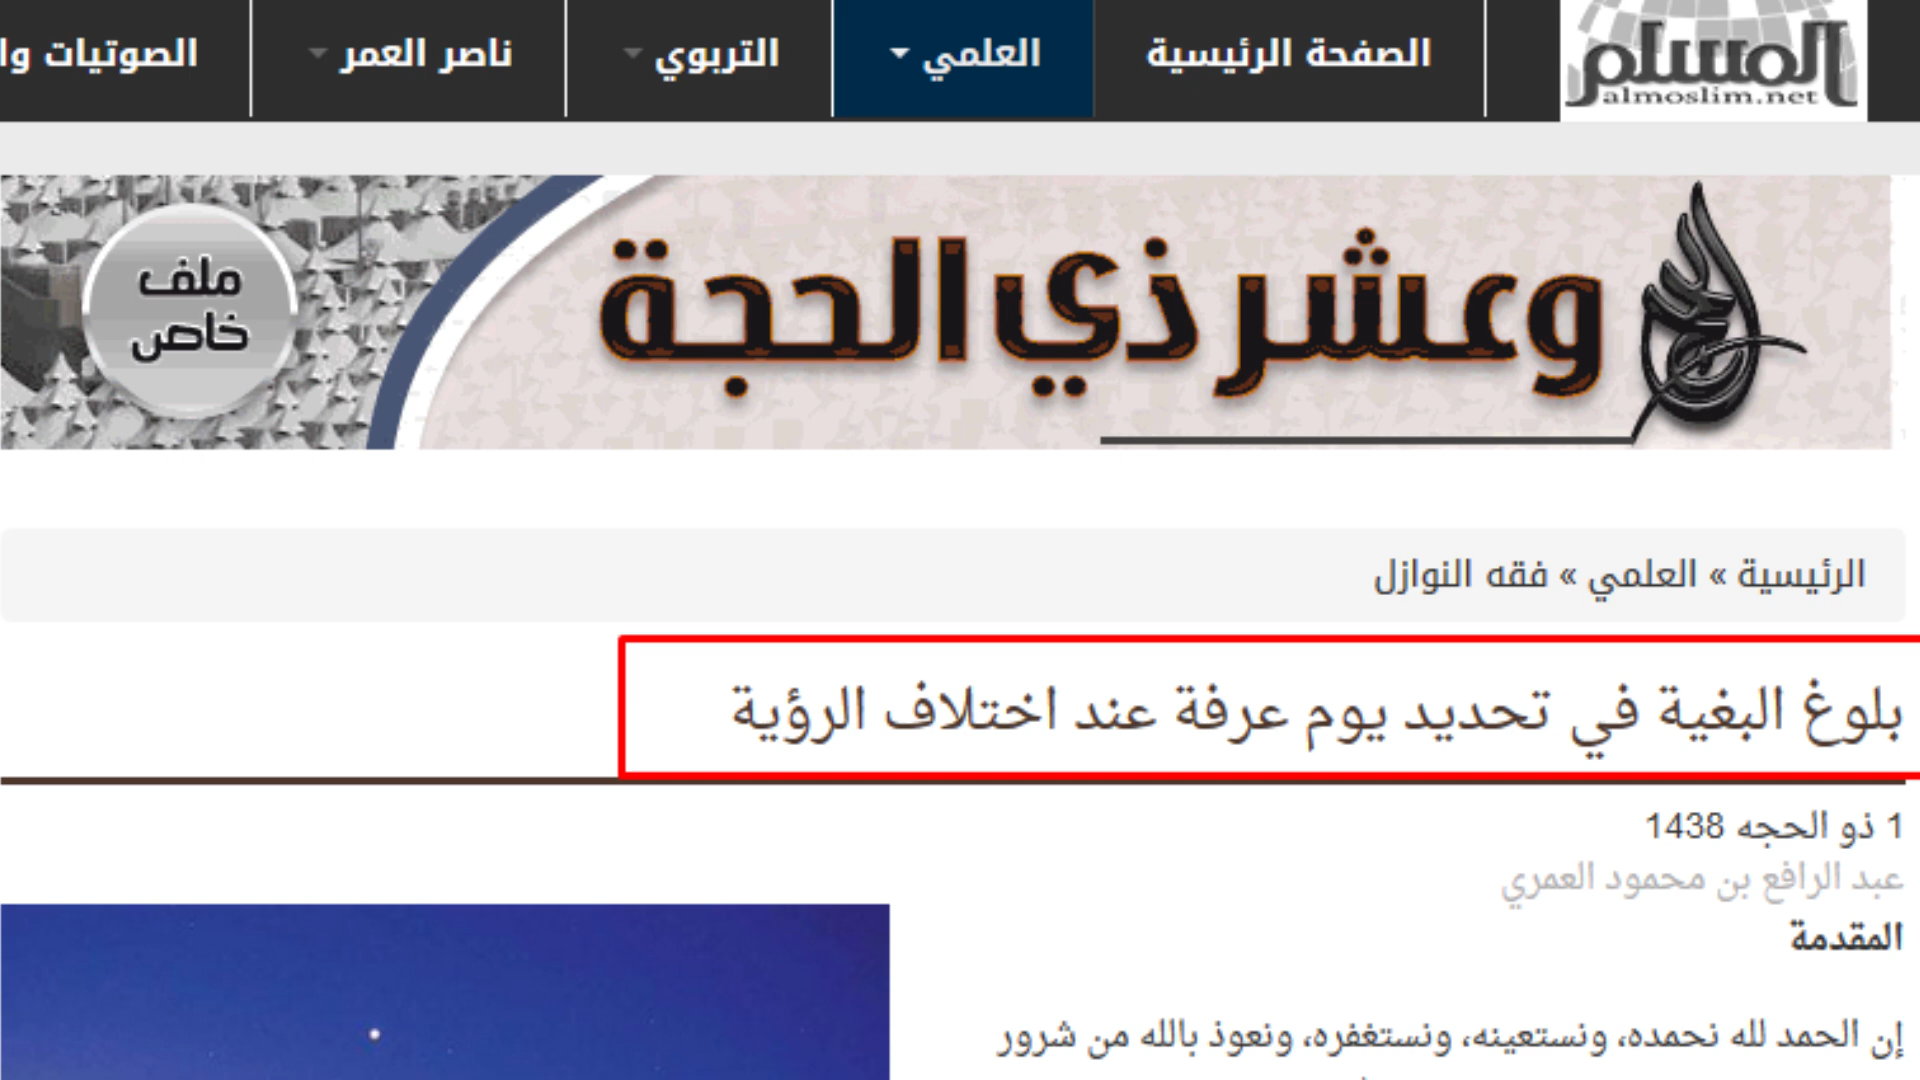 المسلم
almoslim.net
الصفحة الرئيسية
العلمي
التربوي
ناصر العمر
الصوتيات وا
الحج
وعشر ذي الحجة
ملف
خاص
الرئيسية » العلمي » فقه النوازل
بلوغ البغية في تحديد يوم عرفة عند اختلاف الرؤية
1 ذو الحجه 1438
عبد الرافع بن محمود العمري
المقدمة
إن الحمد لله نحمده، ونستعينه، ونستغفره، ونعوذ بالله من شرور